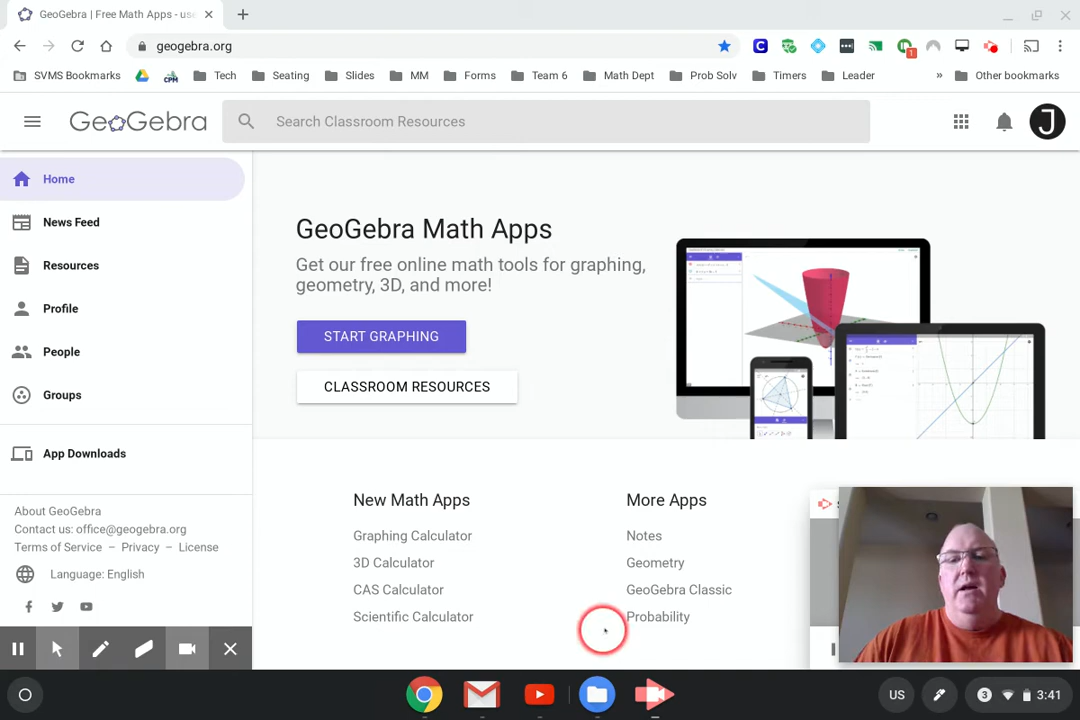 GeoGebra | Free Math Apps - use
geogebra.org
1
SVMS Bookmarks
CPM
Tech
Seating
Slides
MM
Forms
Team 6
Math Dept
Prob Solv
Timers
Leader
»
Other bookmarks
GeoGebra
Search Classroom Resources
J
Home
News Feed
Resources
Profile
People
Groups
App Downloads
About GeoGebra
Contact us: office@geogebra.org
Terms of Service – Privacy – License
Language: English
GeoGebra Math Apps
Get our free online math tools for graphing,
geometry, 3D, and more!
START GRAPHING
CLASSROOM RESOURCES
New Math Apps
Graphing Calculator
3D Calculator
CAS Calculator
Scientific Calculator
More Apps
Notes
Geometry
GeoGebra Classic
Probability
US
3
3:41